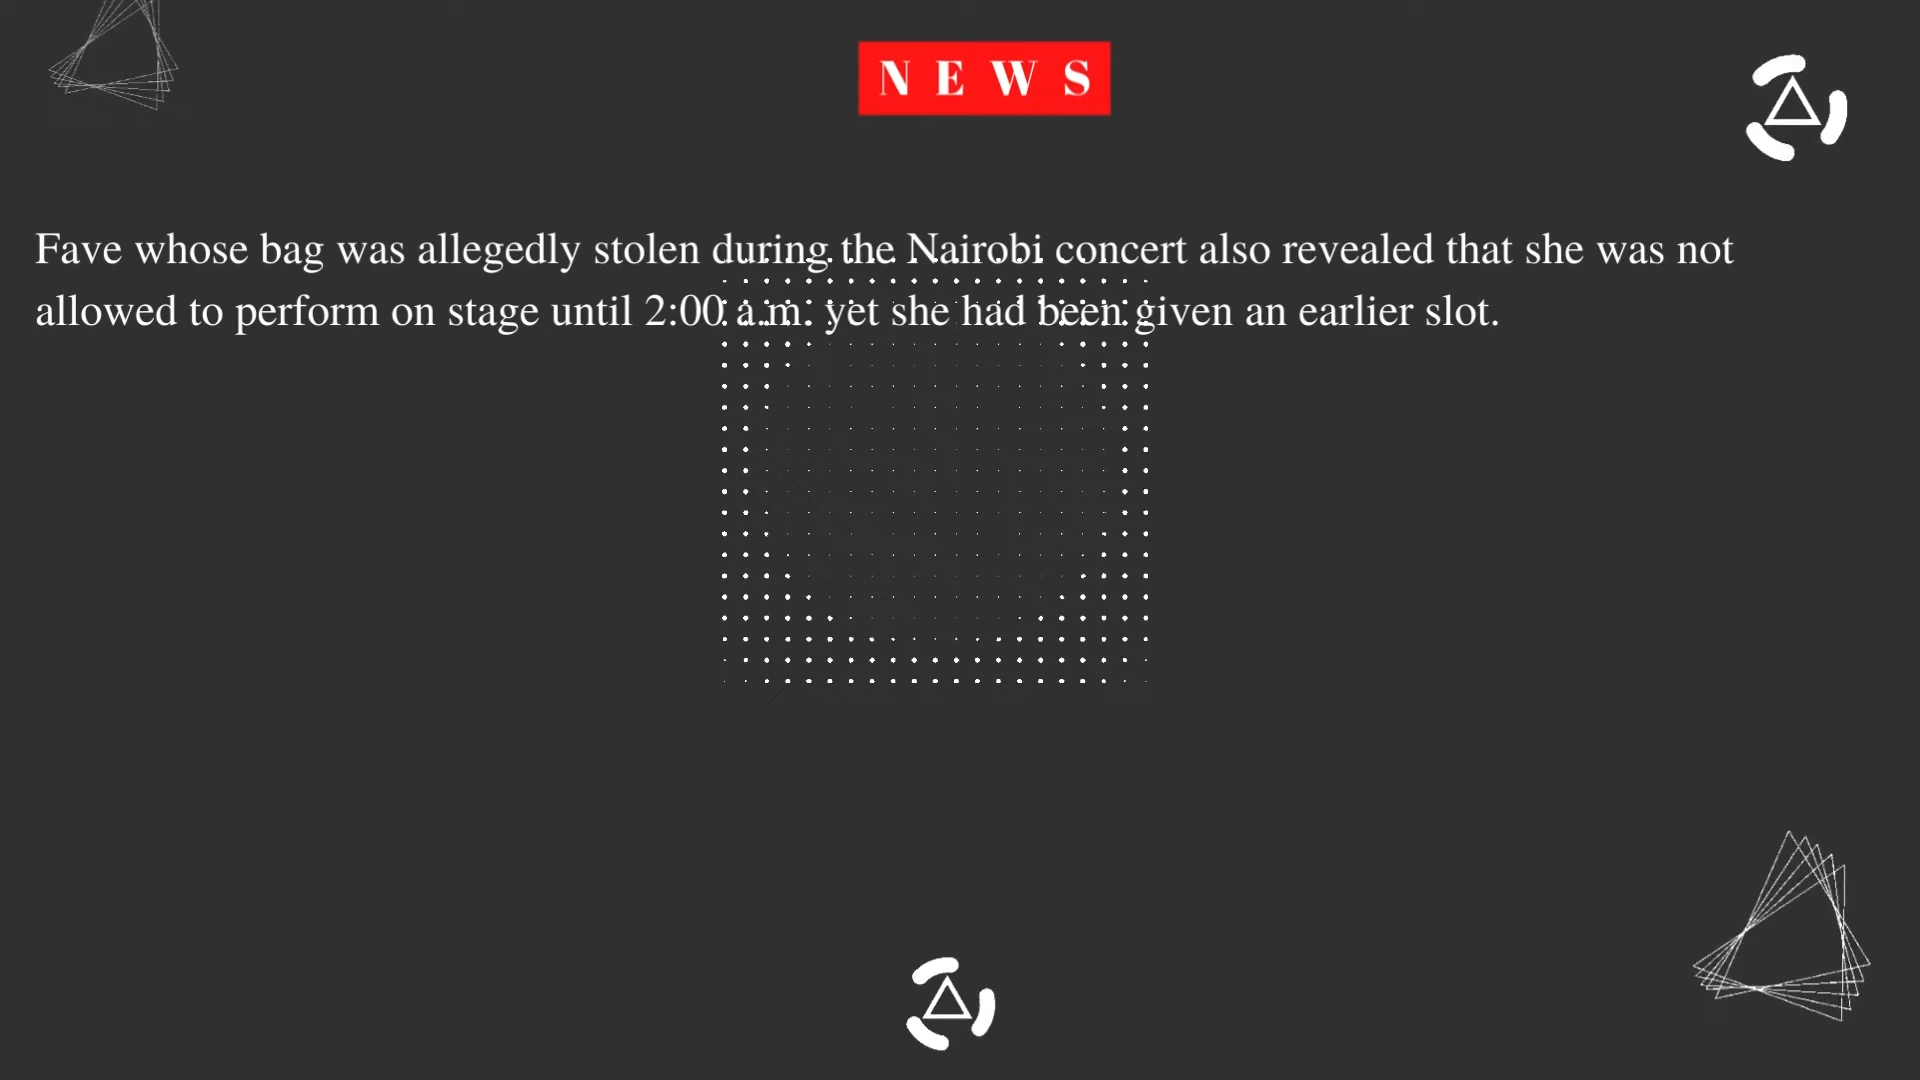 NEWS
Fave whose bag was allegedly stolen during the Nairobi concert also revealed that she was not
allowed to perform on stage until 2:00 a.m. yet she had been given an earlier slot.